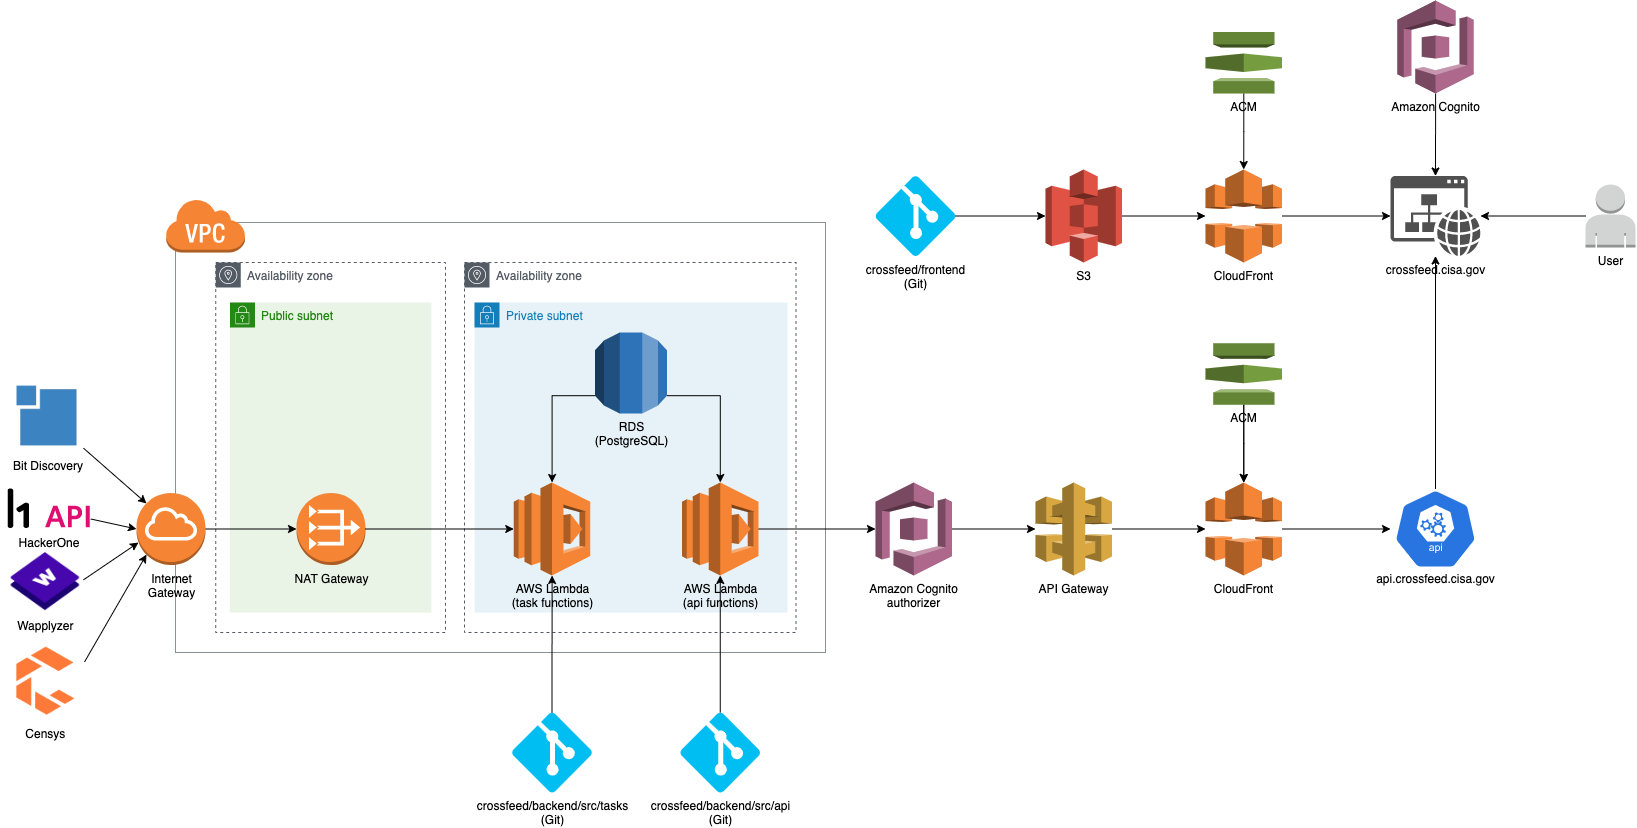 ACM
Amazon Cognito
VPC
crossfeed/frontend
(Git)
S3
CloudFront
crossfeed.cisa.gov
User
Availability zone
Availability zone
Public subnet
Private subnet
RDS
(PostgreSQL)
ACM
Bit Discovery
h1 API
HackerOne
W
Wapplyzer
Censys
Internet
Gateway
NAT Gateway
AWS Lambda
(task functions)
AWS Lambda
(api functions)
Amazon Cognito
authorizer
API Gateway
CloudFront
api
api.crossfeed.cisa.gov
crossfeed/backend/src/tasks
(Git)
crossfeed/backend/src/api
(Git)